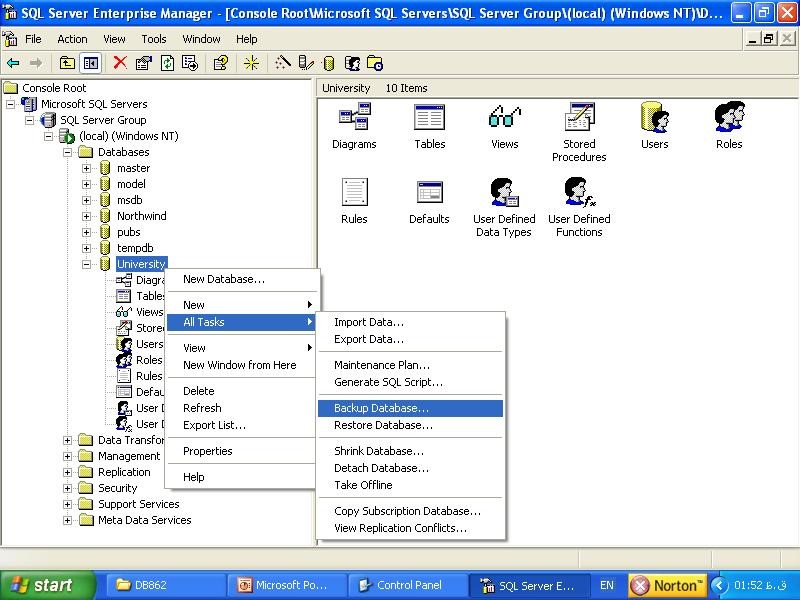 SQL Server Enterprise Manager - [Console Root\Microsoft SQL Servers\SQL Server Group\(local) (Windows NT)\D...
File Action View Tools Window Help
Console Root
Microsoft SQL Servers
SQL Server Group
(local) (Windows NT)
Databases
master
model
msdb
Northwind
pubs
tempdb
University
Diagra
Tables
Views
Stored
Users
Roles
Rules
Defau
User D
User D
Data Transfor
Management
Replication
Security
Support Services
Meta Data Services
University 10 Items
Diagrams Tables Views Stored Procedures Users Roles
Rules Defaults User Defined Data Types User Defined Functions
New Database...
New
All Tasks
View
New Window from Here
Delete
Refresh
Export List...
Properties
Help
Import Data...
Export Data...
Maintenance Plan...
Generate SQL Script...
Backup Database...
Restore Database...
Shrink Database...
Detach Database...
Take Offline
Copy Subscription Database...
View Replication Conflicts...
start DB862 Microsoft Po... Control Panel SQL Server E... EN Norton™ 01:52 ق.ظ